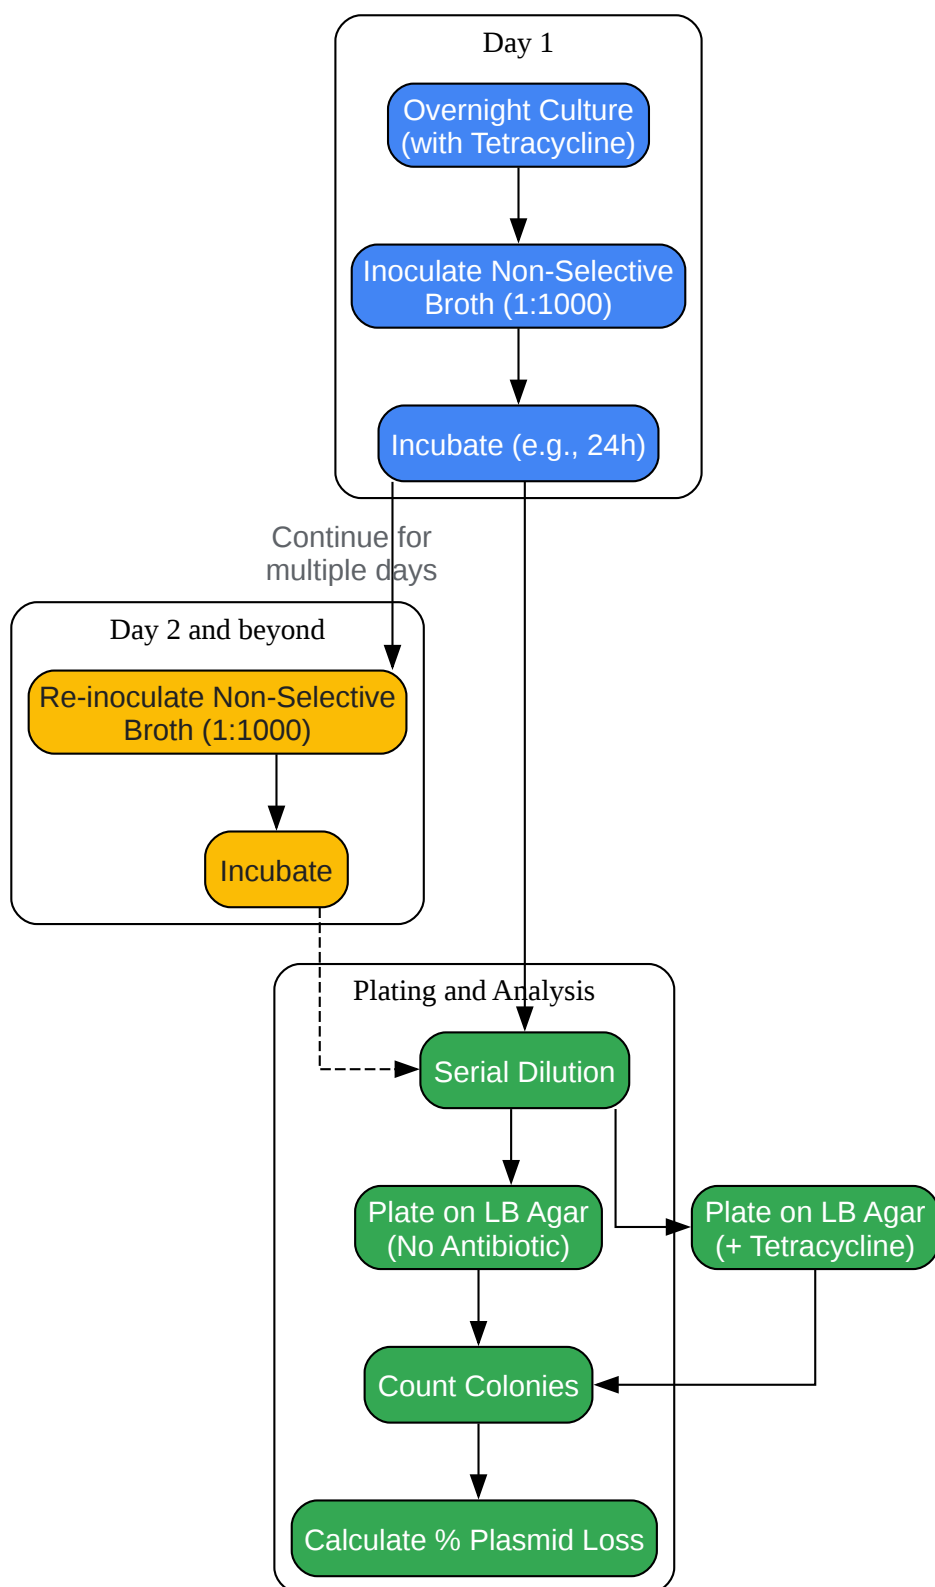 Day 1
Overnight Culture
(with Tetracycline)
Inoculate Non-Selective
Broth (1:1000)
Incubate (e.g., 24h)
Continue for
multiple days
Day 2 and beyond
Re-inoculate Non-Selective
Broth (1:1000)
Incubate
Plating and Analysis
Serial Dilution
Plate on LB Agar
(No Antibiotic)
Plate on LB Agar
(+ Tetracycline)
Count Colonies
Calculate % Plasmid Loss